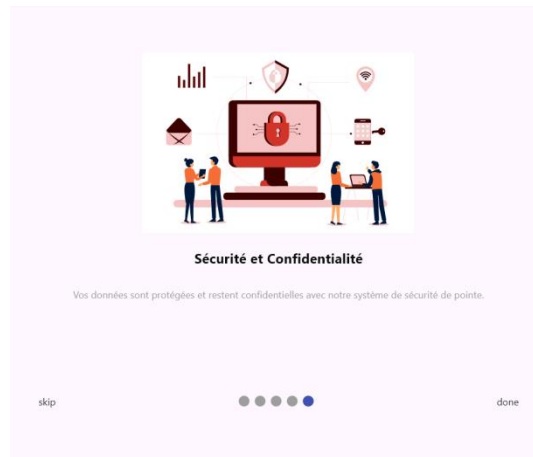 Sécurité et Confidentialité
Vos données sont protégées et restent confidentielles avec notre système de sécurité de pointe.
skip
done